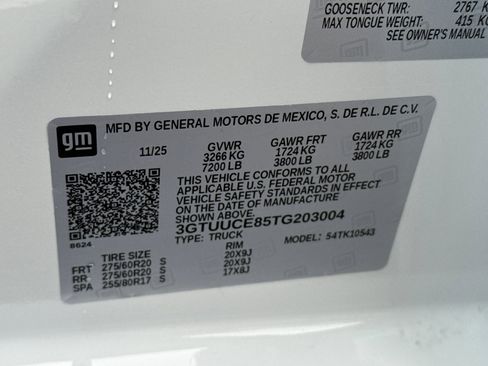 GOOSENECK TWR: 2767 K
MAX TONGUE WEIGHT: 415 KG
SEE OWNER'S MANUAL
gm
MFD BY GENERAL MOTORS DE MEXICO, S. DE R.L. DE C.V.
11/25 GVWR GAWR FRT GAWR RR
3266 KG 1724 KG 1724 KG
7200 LB 3800 LB 3800 LB
THIS VEHICLE CONFORMS TO ALL
APPLICABLE U.S. FEDERAL MOTOR
VEHICLE SAFETY STANDARDS IN EFFECT
ON THE DATE OF MANUFACTURE
SHOWN ABOVE.
3GTUUCE85TG203004
8624
TYPE: TRUCK MODEL: 54TK10543
TIRE SIZE RIM
FRT 275/60R20 S 20X9J
RR 275/60R20 S 20X9J
SPA 255/80R17 S 17X8J